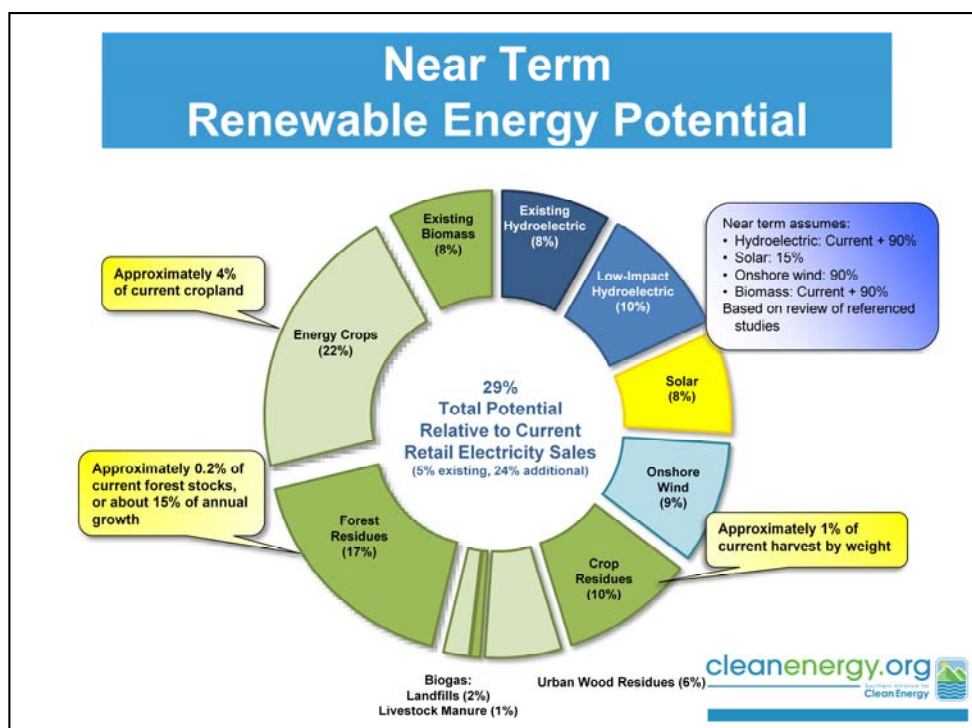 Near Term
Renewable Energy Potential
Existing
Biomass
(8%)
Existing
Hydroelectric
(8%)
Low-Impact
Hydroelectric
(10%)
Near term assumes:
• Hydroelectric: Current + 90%
• Solar: 15%
• Onshore wind: 90%
• Biomass: Current + 90%
Based on review of referenced
studies
Approximately 4%
of current cropland
Energy Crops
(22%)
Solar
(8%)
29%
Total Potential
Relative to Current
Retail Electricity Sales
(5% existing, 24% additional)
Onshore
Wind
(9%)
Approximately 0.2% of
current forest stocks,
or about 15% of annual
growth
Forest
Residues
(17%)
Approximately 1% of
current harvest by weight
Crop
Residues
(10%)
Biogas:
Landfills (2%)
Livestock Manure (1%)
Urban Wood Residues (6%)
cleanenergy.org
Southern Alliance for
Clean Energy